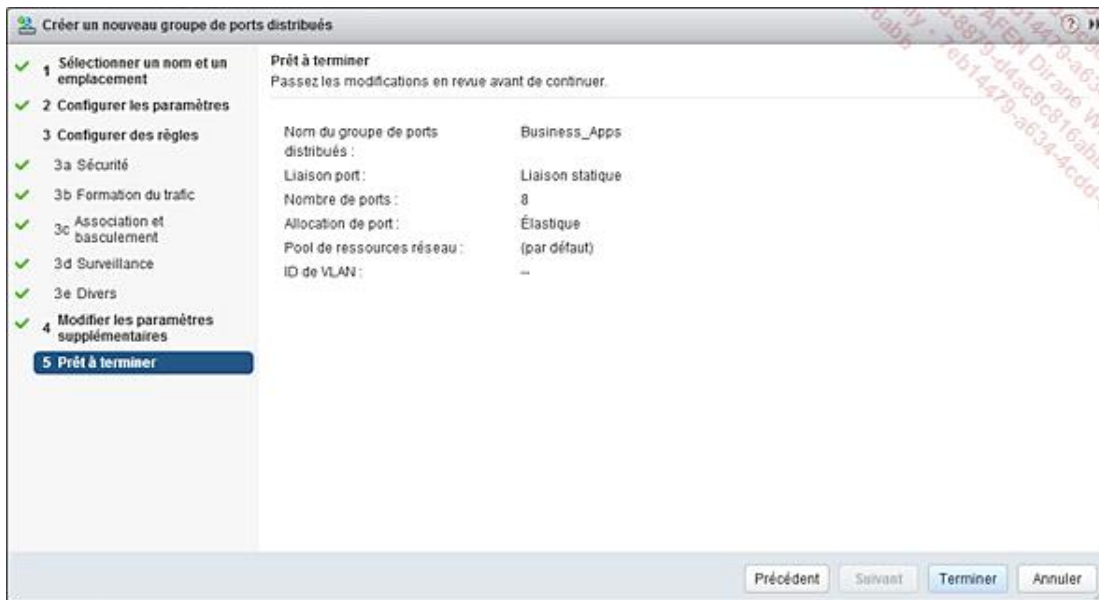 Créer un nouveau groupe de ports distribués
1 Sélectionner un nom et un
emplacement
2 Configurer les paramètres
3 Configurer des règles
3a Sécurité
3b Formation du trafic
3c Association et
basculement
3d Surveillance
3e Divers
4 Modifier les paramètres
supplémentaires
5 Prêt à terminer
Prêt à terminer
Passez les modifications en revue avant de continuer.
Nom du groupe de ports
distribués :
Business_Apps
Liaison port : Liaison statique
Nombre de ports : 8
Allocation de port : Élastique
Pool de ressources réseau : (par défaut)
ID de VLAN : --
Précédent Suivant Terminer Annuler